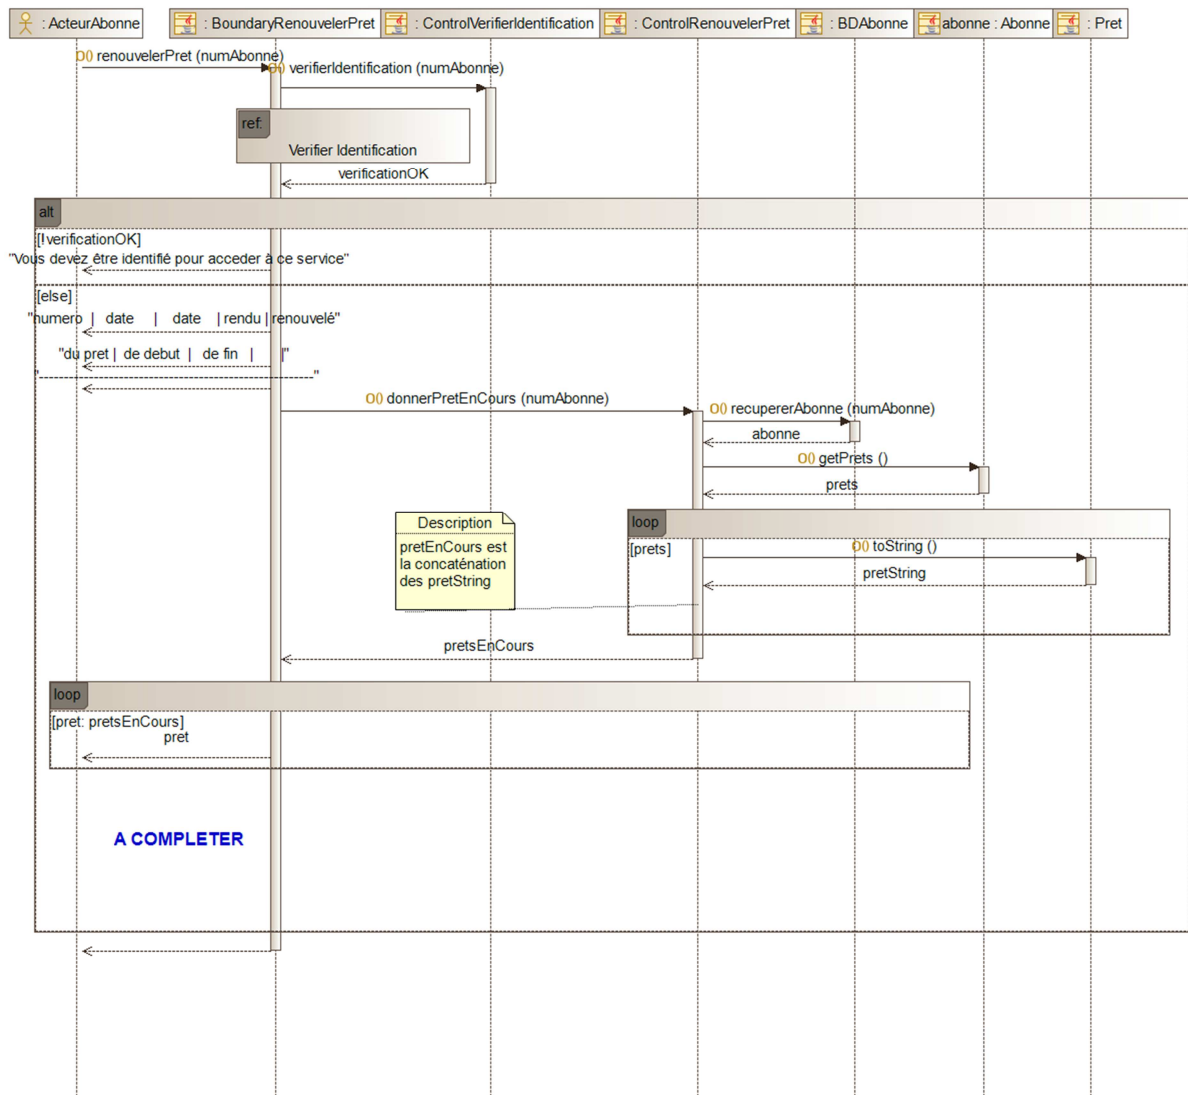 : ActeurAbonne
: BoundaryRenouvelerPret
: ControlVerifierIdentification
: ControlRenouvelerPret
: BDAbonne
abonne : Abonne
: Pret
O() renouvelerPret (numAbonne)
O() verifierIdentification (numAbonne)
ref:
Verifier Identification
verificationOK
alt
[!verificationOK]
"Vous devez être identifié pour acceder à ce service"
[else]
"numero | date | date | rendu | renouvelé"
"du pret | de debut | de fin | |"
"------------------------------------------------"
O() donnerPretEnCours (numAbonne)
O() recupererAbonne (numAbonne)
abonne
O() getPrets ()
prets
Description
pretEnCours est
la concaténation
des pretString
loop
[prets]
O() toString ()
pretString
pretsEnCours
loop
[pret: pretsEnCours]
pret
A COMPLETER